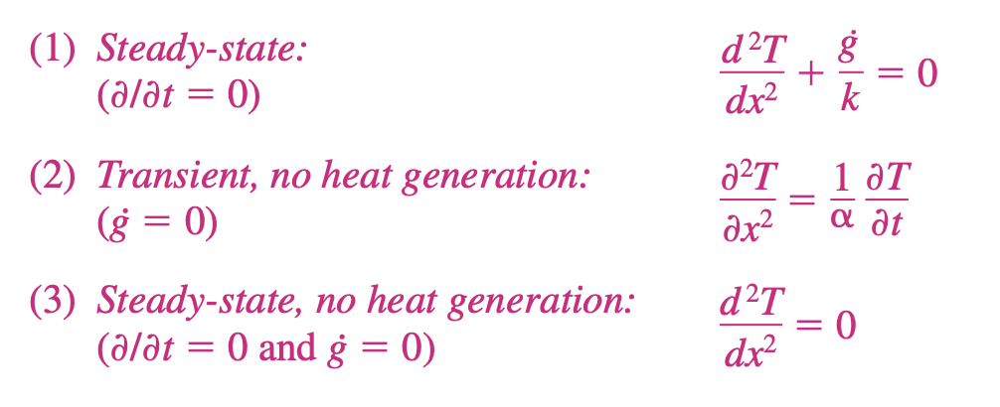 (1) Steady-state: d²T/dx² + ġ/k = 0
(∂/∂t = 0)
(2) Transient, no heat generation: ∂²T/∂x² = 1/α ∂T/∂t
(ġ = 0)
(3) Steady-state, no heat generation: d²T/dx² = 0
(∂/∂t = 0 and ġ = 0)